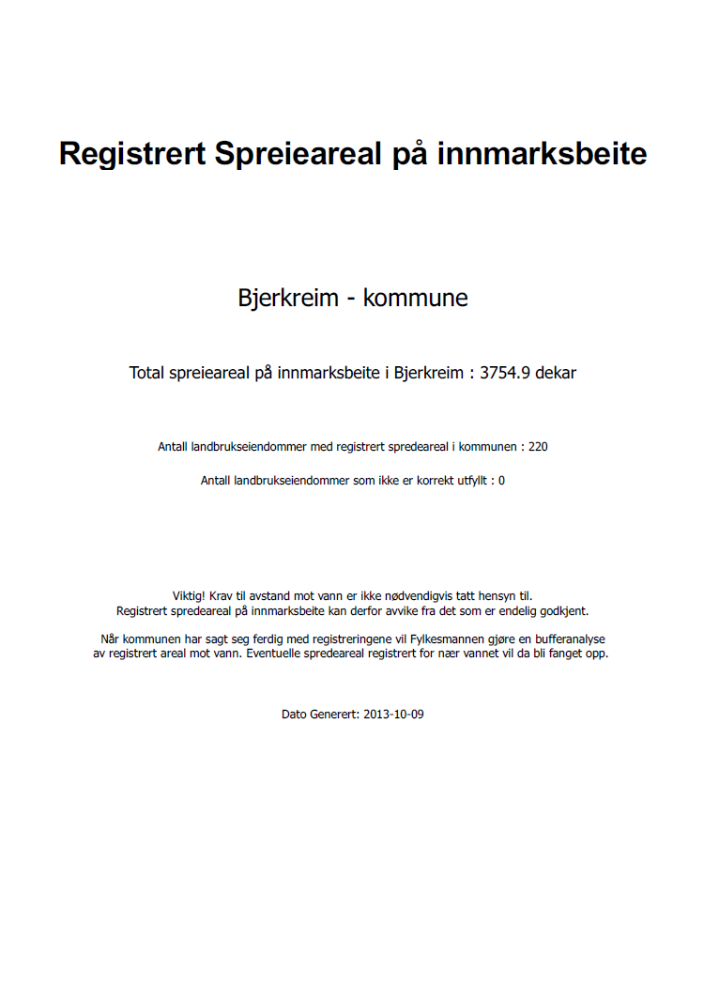 Registrert Spreieareal på innmarksbeite
Bjerkreim - kommune
Total spreieareal på innmarksbeite i Bjerkreim : 3754.9 dekar
Antall landbrukseiendommer med registrert spredeareal i kommunen : 220
Antall landbrukseiendommer som ikke er korrekt utfyllt : 0
Viktig! Krav til avstand mot vann er ikke nødvendigvis tatt hensyn til.
Registrert spredeareal på innmarksbeite kan derfor avvike fra det som er endelig godkjent.
Når kommunen har sagt seg ferdig med registreringene vil Fylkesmannen gjøre en bufferanalyse
av registrert areal mot vann. Eventuelle spredeareal registrert for nær vannet vil da bli fanget opp.
Dato Generert: 2013-10-09